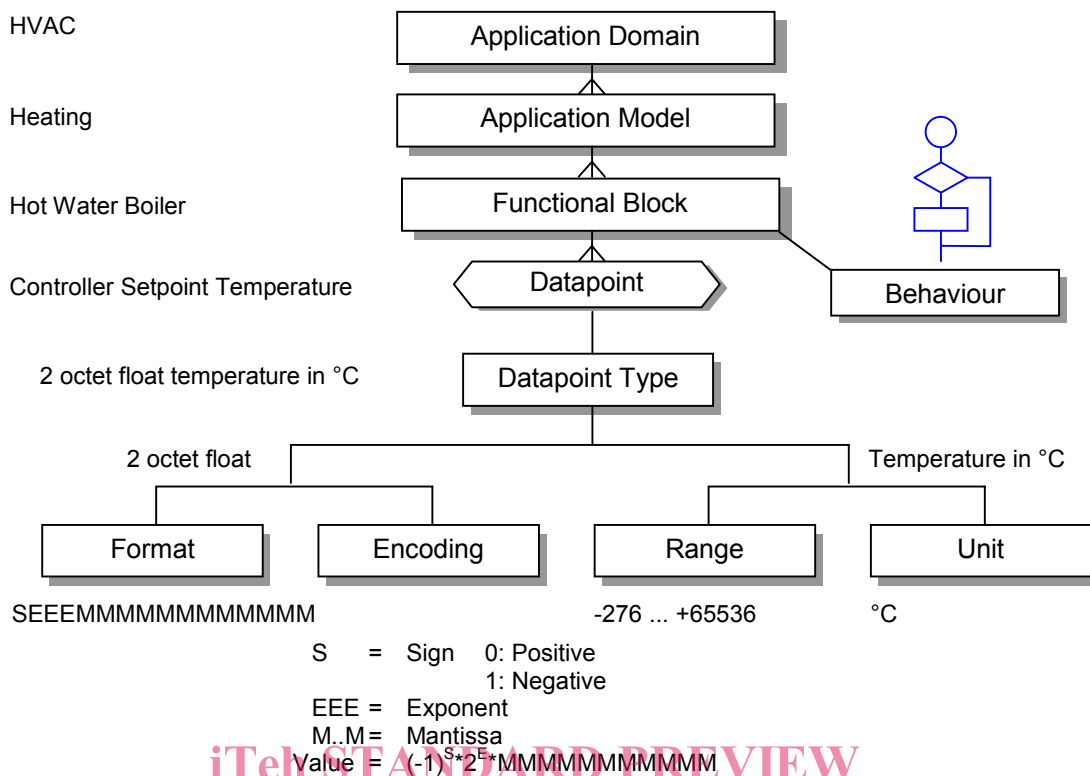 HVAC
Application Domain
Heating
Application Model
Hot Water Boiler
Functional Block
Controller Setpoint Temperature
Datapoint
Behaviour
2 octet float temperature in °C
Datapoint Type
2 octet float
Temperature in °C
Format
Encoding
Range
Unit
SEEEMMMMMMMMMMMM
-276 ... +65536
°C
S = Sign 0: Positive
1: Negative
EEE = Exponent
M..M = Mantissa
Value = (-1)^S*2^E*MMMMMMMMMMM
iTeh STANDARD PREVIEW